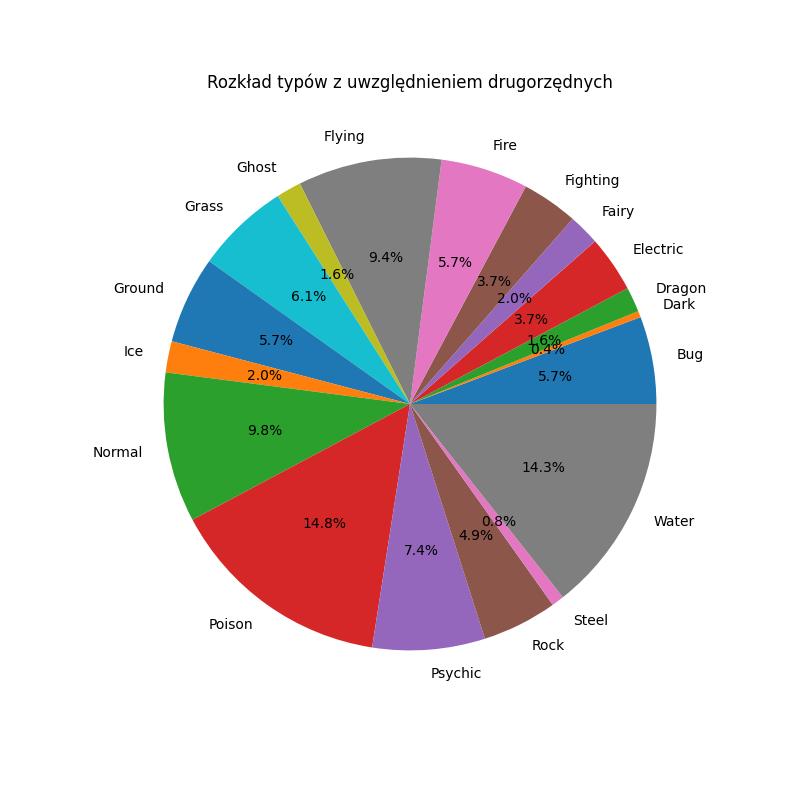 Rozkład typów z uwzględnieniem drugorzędnych
Flying
Fire
Ghost
Fighting
Grass
Fairy
Electric
Ground
Dragon
Dark
Ice
Bug
Normal
Water
Poison
Steel
Rock
Psychic
9.4%
5.7%
1.6%
3.7%
6.1%
2.0%
3.7%
5.7%
1.6%
0.4%
2.0%
5.7%
9.8%
14.3%
14.8%
0.8%
4.9%
7.4%